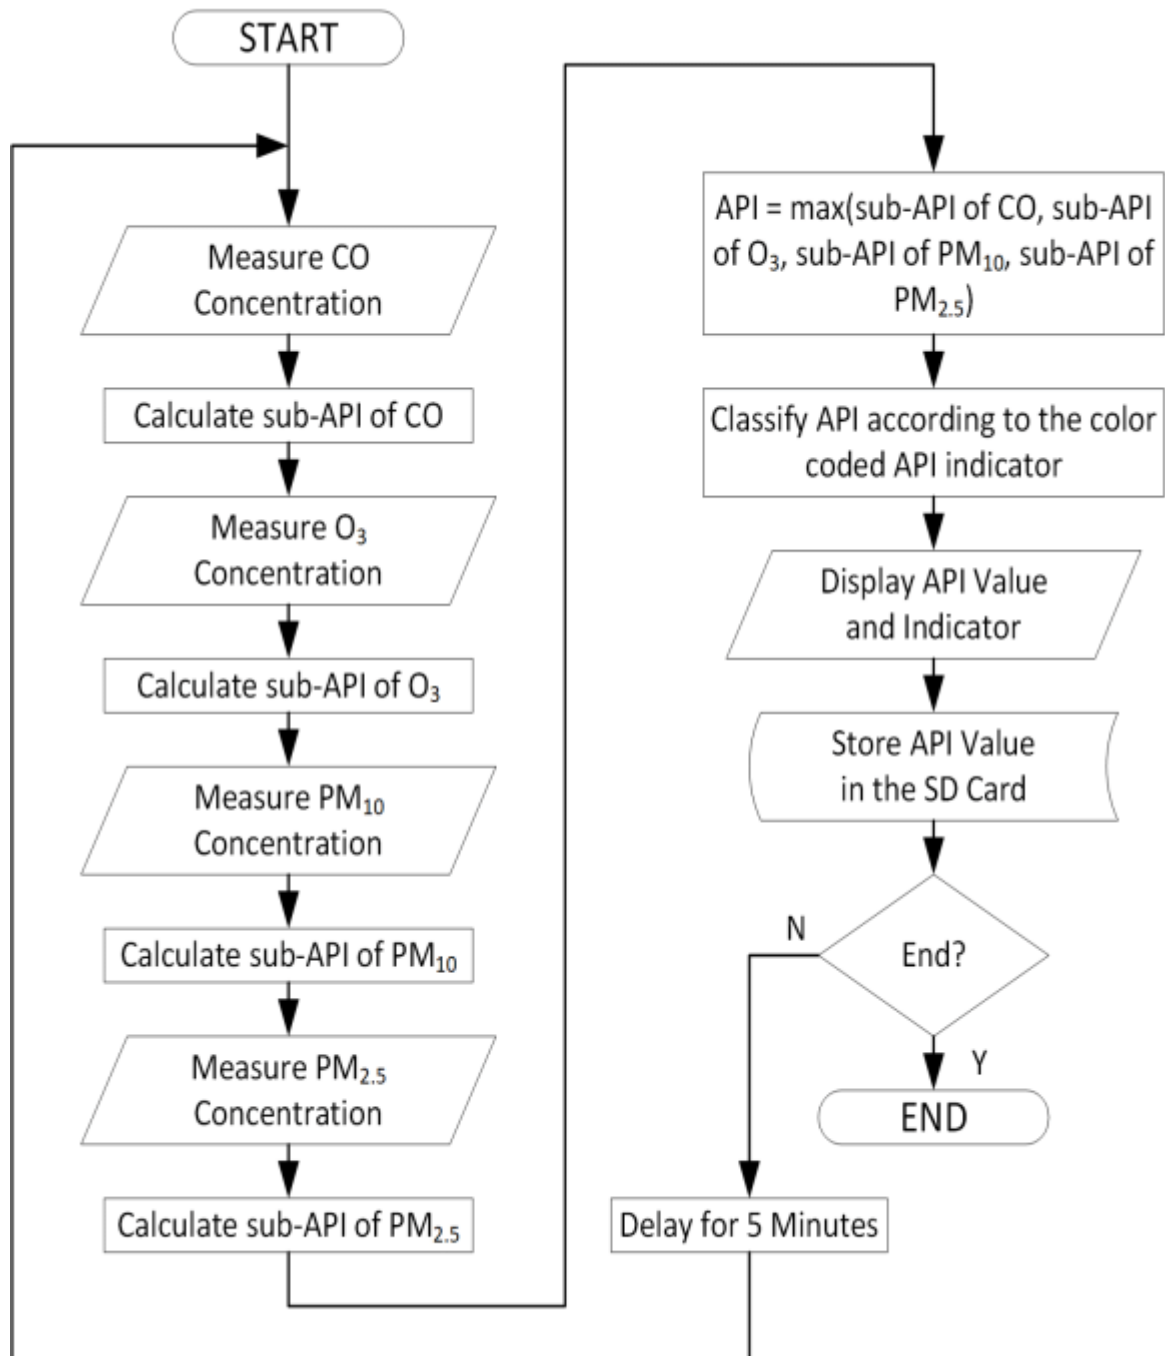 START
Measure CO
Concentration
Calculate sub-API of CO
Measure O₃
Concentration
Calculate sub-API of O₃
Measure PM₁₀
Concentration
Calculate sub-API of PM₁₀
Measure PM₂.₅
Concentration
Calculate sub-API of PM₂.₅
API = max(sub-API of CO, sub-API
of O₃, sub-API of PM₁₀, sub-API of
PM₂.₅)
Classify API according to the color
coded API indicator
Display API Value
and Indicator
Store API Value
in the SD Card
End?
N
Y
END
Delay for 5 Minutes